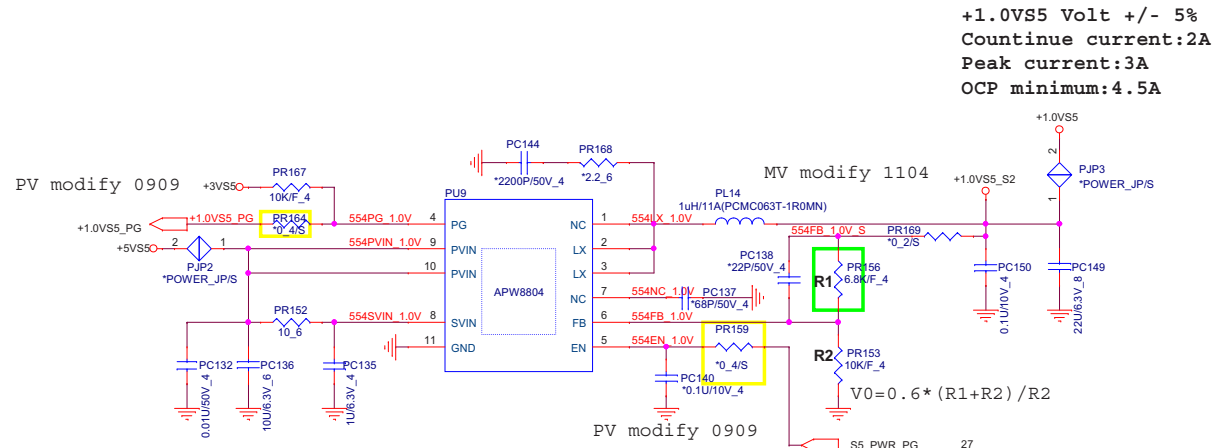 +1.0VS5 Volt +/- 5%
Countinue current:2A
Peak current:3A
OCP minimum:4.5A
+1.0VS5
2
1
PJP3
*POWER_JP/S
+1.0VS5_S2
MV modify 1104
PL14
1uH/11A(PCMC063T-1R0MN)
PC144
*2200P/50V_4
PR168
*2.2_6
PV modify 0909
+3VS5
PR167
10K/F_4
PU9
+1.0VS5_PG
+1.0VS5_PG
PR164
*0_4/S
554PG_1.0V
4
PG
NC
1
554LX_1.0V
554FB_1.0V_S
PR169
*0_2/S
+5VS5
2
1
PJP2
*POWER_JP/S
554PVIN_1.0V
9
PVIN
LX
2
10
PVIN
LX
3
APW8804
PC138
*22P/50V_4
R1
PR156
6.8K/F_4
PC150
0.1U/10V_4
PC149
22U/6.3V_8
NC
7
554NC_1.0V
PC137
*68P/50V_4
PR152
10_6
554SVIN_1.0V
8
SVIN
FB
6
554FB_1.0V
11
GND
EN
5
554EN_1.0V
PR159
*0_4/S
R2
PR153
10K/F_4
PC132
0.01U/50V_4
PC136
10U/6.3V_6
PC135
1U/6.3V_4
PC140
*0.1U/10V_4
V0=0.6*(R1+R2)/R2
PV modify 0909
S5_PWR_PG
27